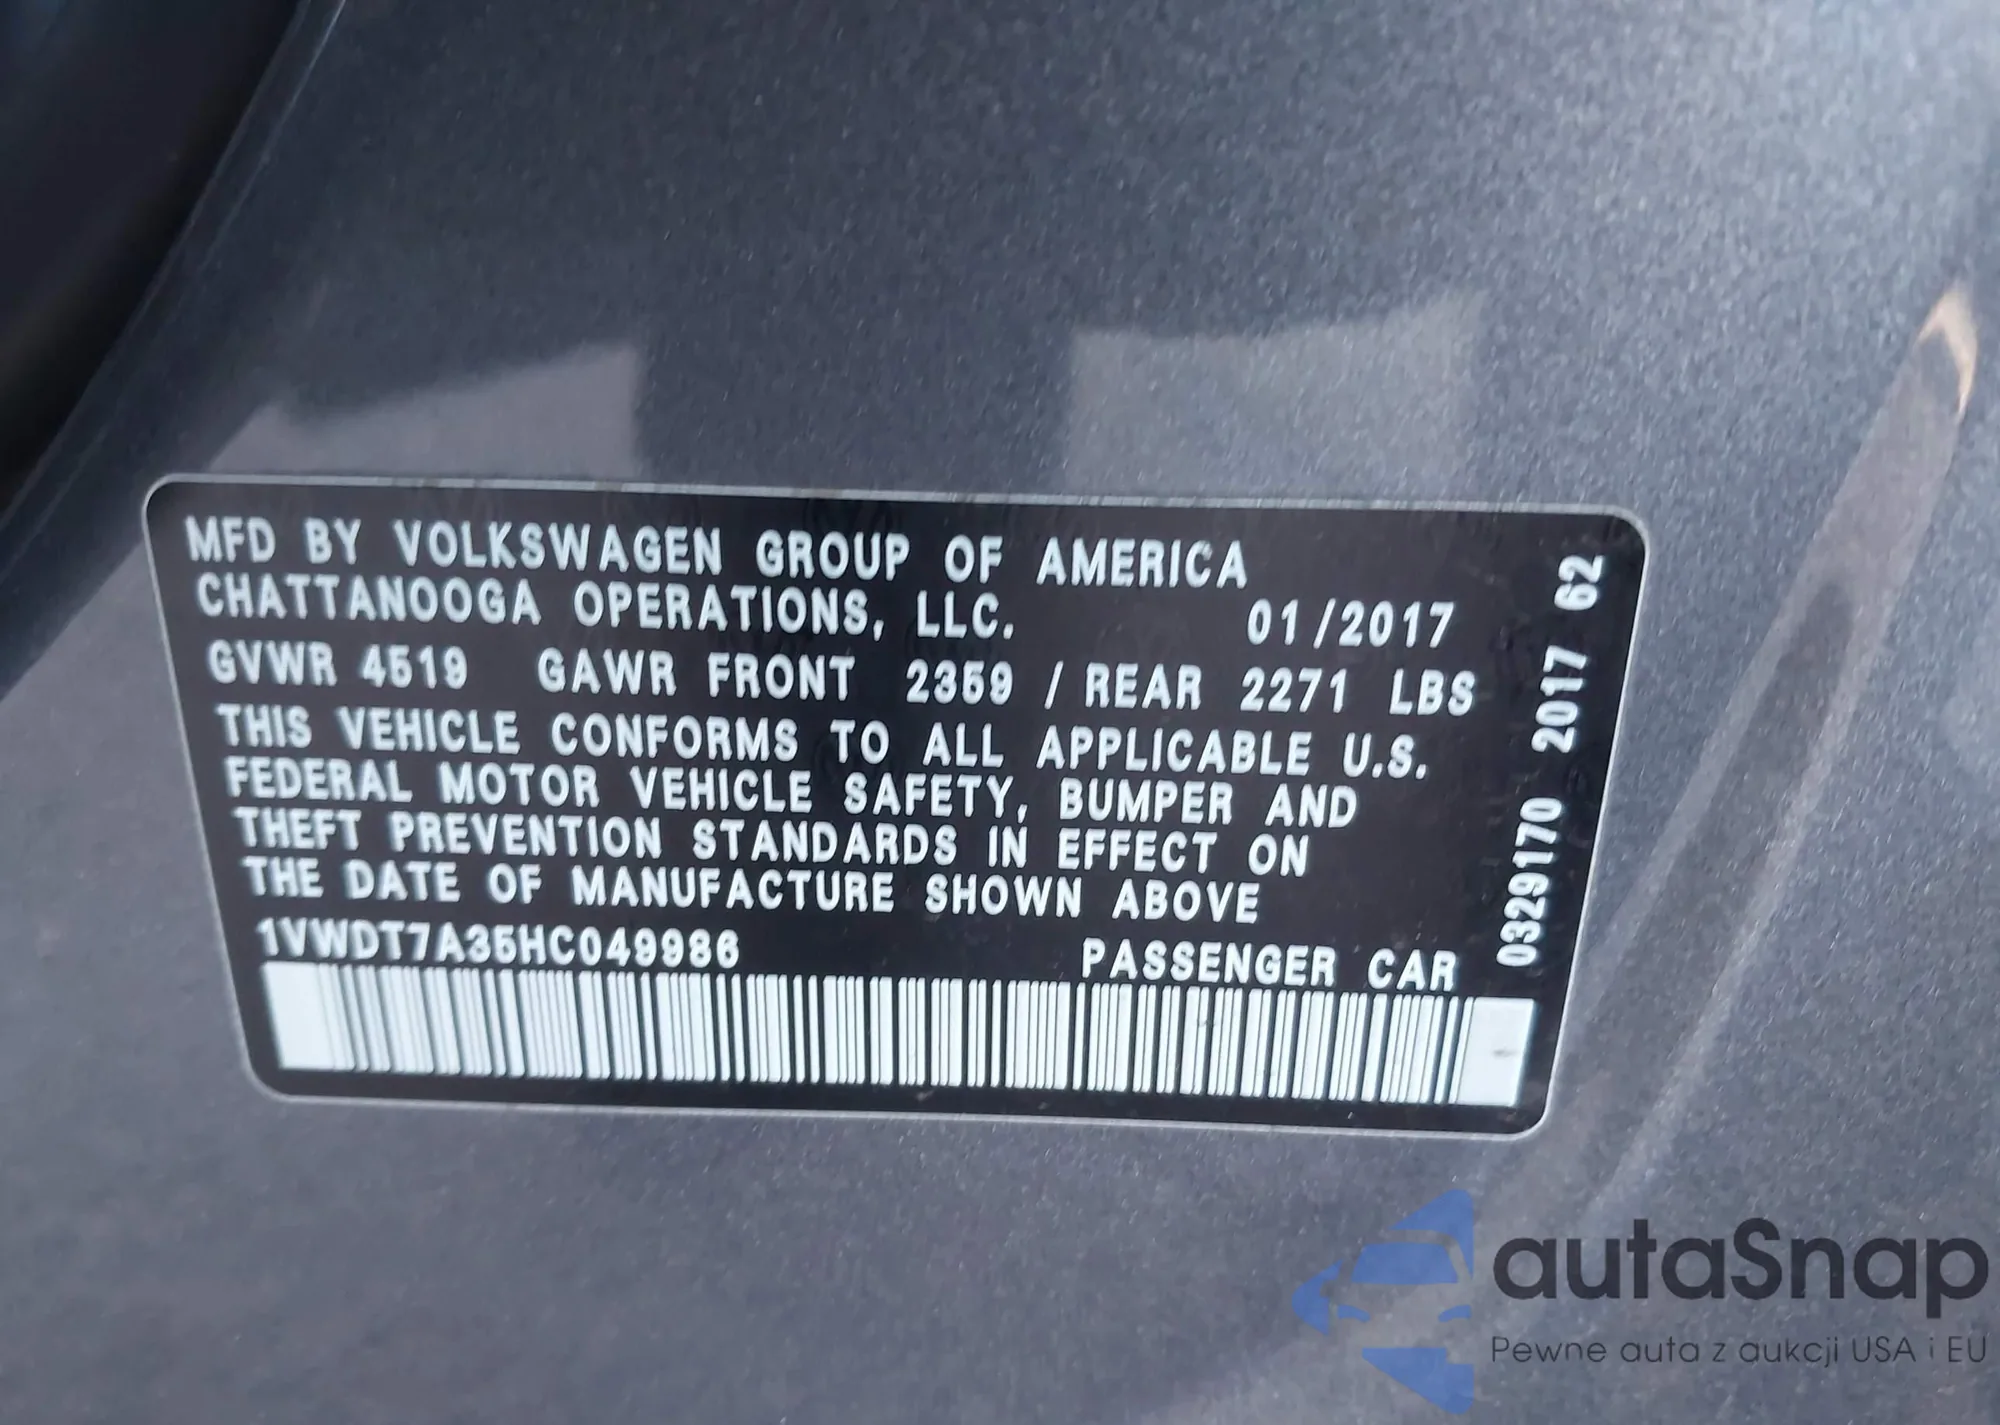 MFD BY VOLKSWAGEN GROUP OF AMERICA
CHATTANOOGA OPERATIONS, LLC. 01/2017
GVWR 4519 GAWR FRONT 2359 / REAR 2271 LBS
THIS VEHICLE CONFORMS TO ALL APPLICABLE U.S.
FEDERAL MOTOR VEHICLE SAFETY, BUMPER AND
THEFT PREVENTION STANDARDS IN EFFECT ON
THE DATE OF MANUFACTURE SHOWN ABOVE
1VWDT7A35HC049986 PASSENGER CAR
0329170 2017 62
autaSnap
Pewne auta z aukcji USA i EU